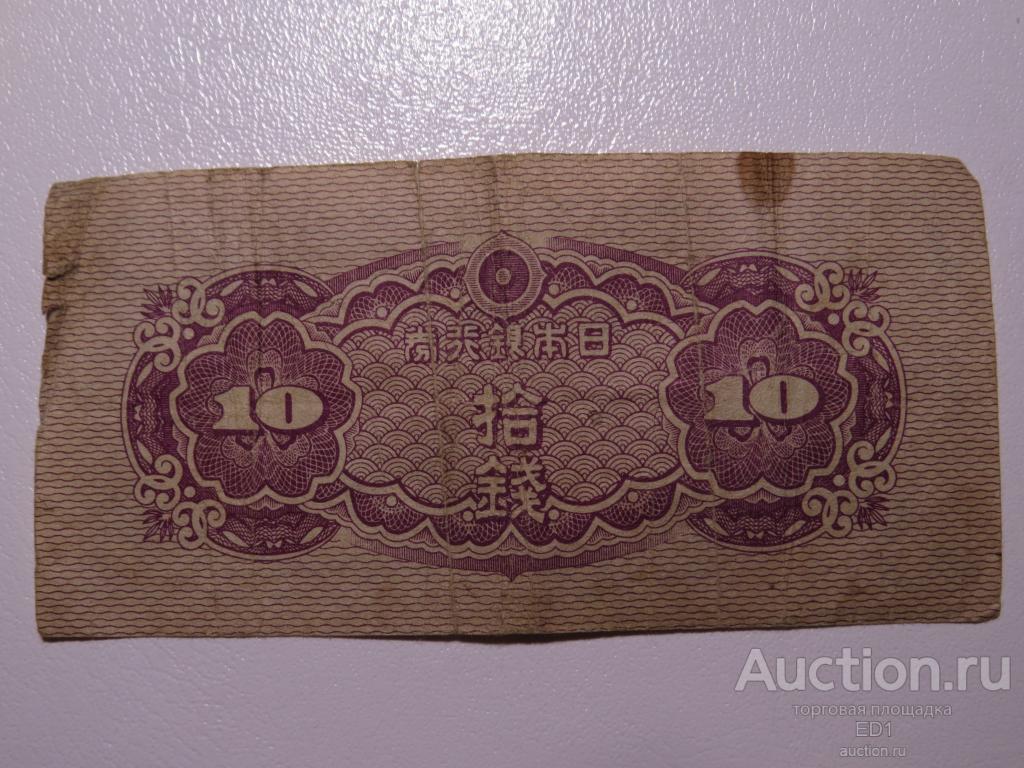 券行銀本日
10
拾
錢
10
Auction.ru
торговая площадка
ED1
auction.ru